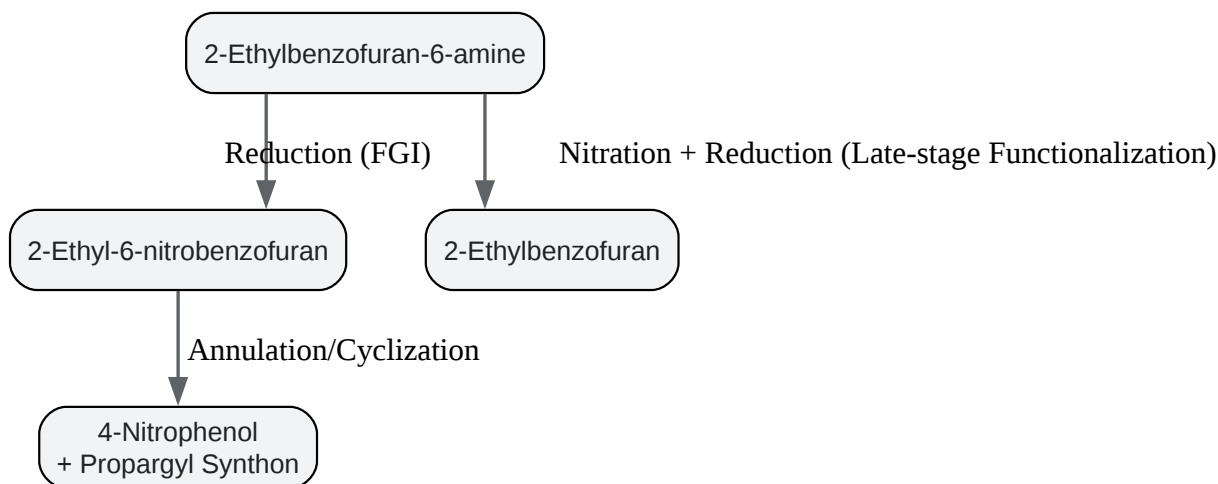 2-Ethylbenzofuran-6-amine
Reduction (FGI)
Nitration + Reduction (Late-stage Functionalization)
2-Ethyl-6-nitrobenzofuran
2-Ethylbenzofuran
Annulation/Cyclization
4-Nitrophenol
+ Propargyl Synthon